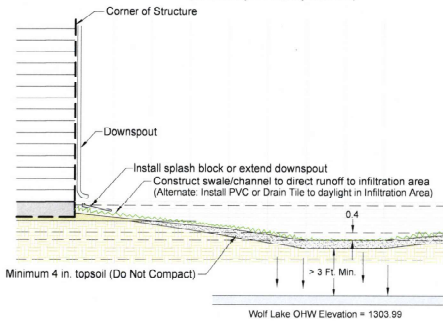 Corner of Structure
Downspout
Install splash block or extend downspout
Construct swale/channel to direct runoff to infiltration area
(Alternate: Install PVC or Drain Tile to daylight in Infiltration Area)
0.4
Minimum 4 in. topsoil (Do Not Compact)
> 3 Ft. Min.
Wolf Lake OHW Elevation = 1303.99